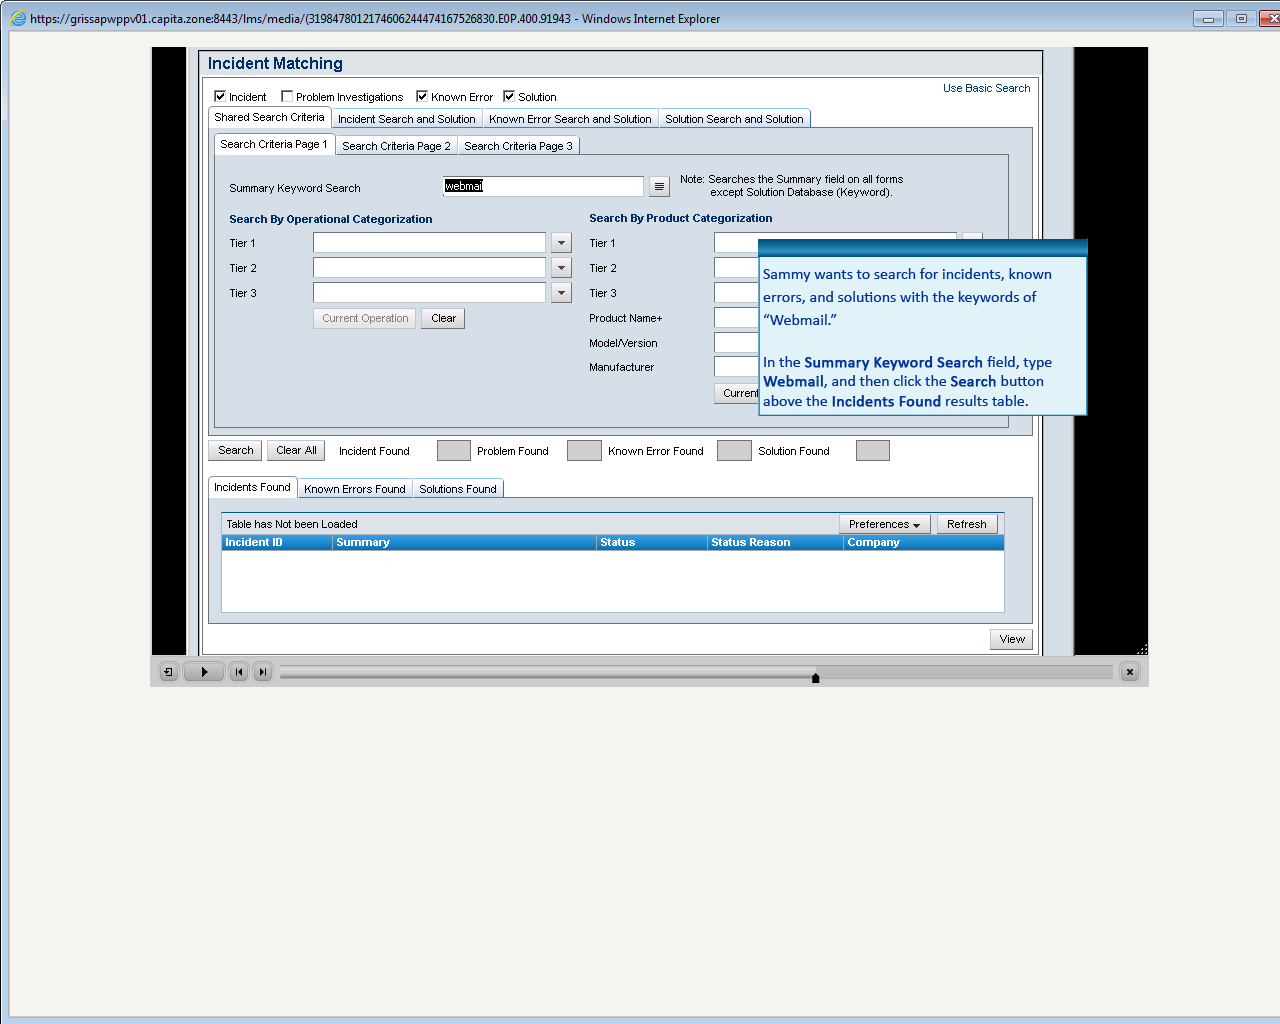 https://grissapwppv01.capita.zone:8443/lms/media/(3198478012174606244474167526830.E0P.400.91943 - Windows Internet Explorer
Incident Matching
Use Basic Search
Incident Problem Investigations Known Error Solution
Shared Search Criteria Incident Search and Solution Known Error Search and Solution Solution Search and Solution
Search Criteria Page 1 Search Criteria Page 2 Search Criteria Page 3
Summary Keyword Search webmail Note: Searches the Summary field on all forms
except Solution Database (Keyword).
Search By Operational Categorization Search By Product Categorization
Tier 1 Tier 1
Tier 2 Tier 2
Tier 3 Tier 3
Current Operation Clear Product Name+
Model/Version
Manufacturer
Current
Sammy wants to search for incidents, known
errors, and solutions with the keywords of
“Webmail.”
In the Summary Keyword Search field, type
Webmail, and then click the Search button
above the Incidents Found results table.
Search Clear All Incident Found Problem Found Known Error Found Solution Found
Incidents Found Known Errors Found Solutions Found
Table has Not been Loaded Preferences Refresh
Incident ID Summary Status Status Reason Company
View